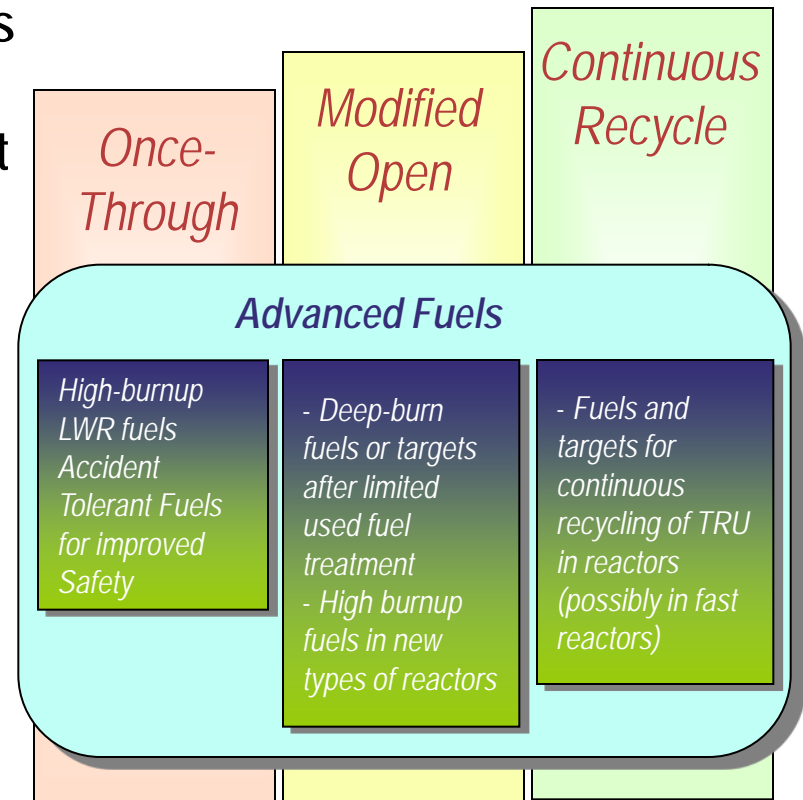 s
t
Once-
Through
Modified
Open
Continuous
Recycle
Advanced Fuels
High-burnup
LWR fuels
Accident
Tolerant Fuels
for improved
Safety
- Deep-burn
fuels or targets
after limited
used fuel
treatment
- High burnup
fuels in new
types of reactors
- Fuels and
targets for
continuous
recycling of TRU
in reactors
(possibly in fast
reactors)